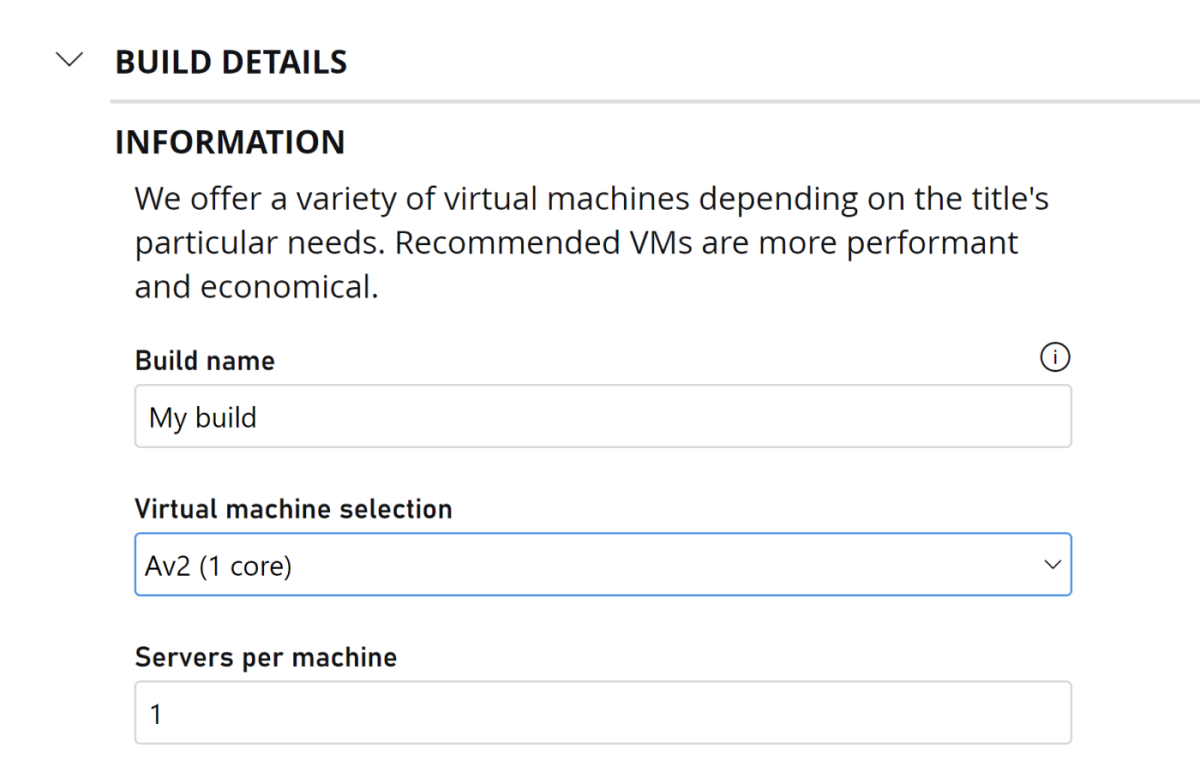 BUILD DETAILS
INFORMATION
We offer a variety of virtual machines depending on the title's
particular needs. Recommended VMs are more performant
and economical.
Build name
My build
Virtual machine selection
Av2 (1 core)
Servers per machine
1